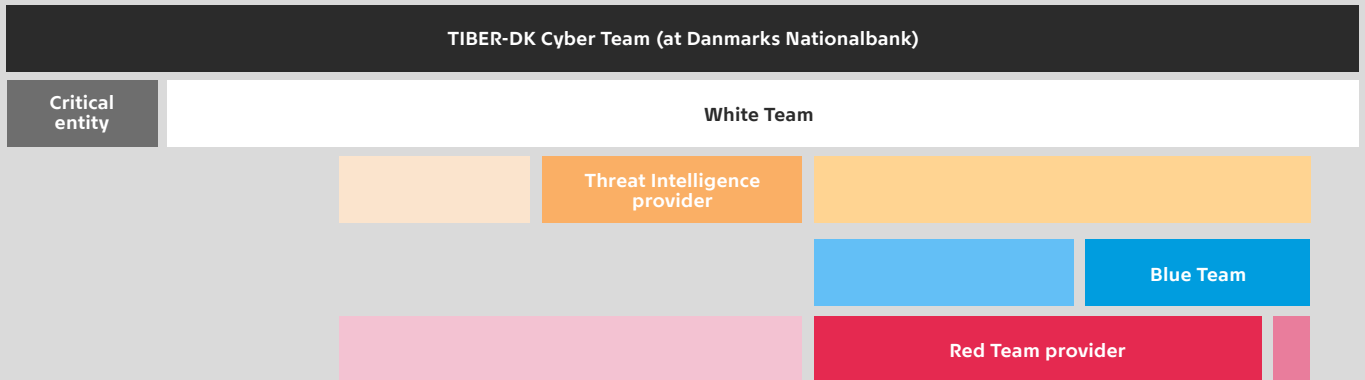 TIBER-DK Cyber Team (at Danmarks Nationalbank)
Critical
entity
White Team
Threat Intelligence
provider
Blue Team
Red Team provider